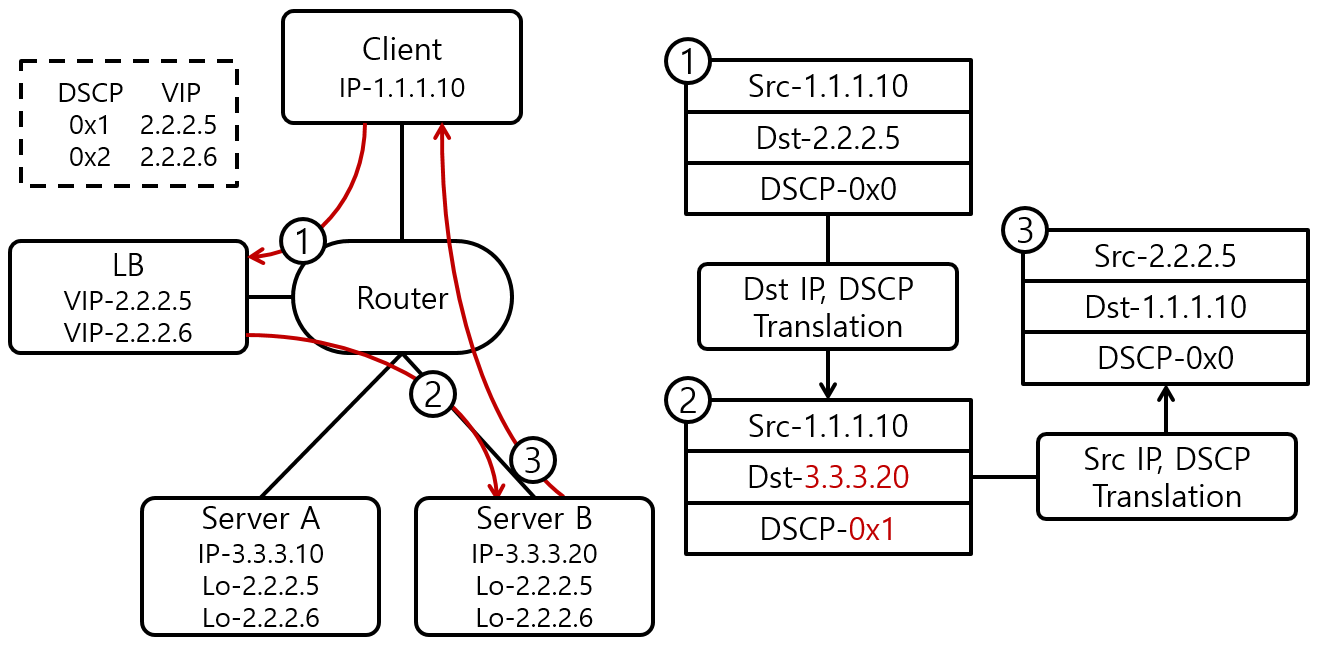 Client
IP-1.1.1.10
DSCP VIP
0x1 2.2.2.5
0x2 2.2.2.6
1
LB
VIP-2.2.2.5
VIP-2.2.2.6
Router
2
3
Server A
IP-3.3.3.10
Lo-2.2.2.5
Lo-2.2.2.6
Server B
IP-3.3.3.20
Lo-2.2.2.5
Lo-2.2.2.6
1
Src-1.1.1.10
Dst-2.2.2.5
DSCP-0x0
Dst IP, DSCP
Translation
2
Src-1.1.1.10
Dst-3.3.3.20
DSCP-0x1
Src IP, DSCP
Translation
3
Src-2.2.2.5
Dst-1.1.1.10
DSCP-0x0